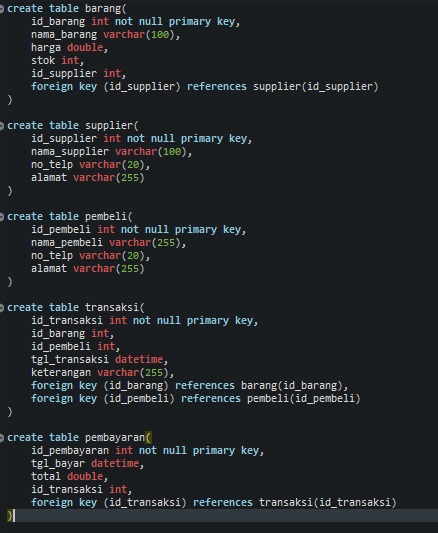 create table barang(
id_barang int not null primary key,
nama_barang varchar(100),
harga double,
stok int,
id_supplier int,
foreign key (id_supplier) references supplier(id_supplier)
)
create table supplier(
id_supplier int not null primary key,
nama_supplier varchar(100),
no_telp varchar(20),
alamat varchar(255)
)
create table pembeli(
id_pembeli int not null primary key,
nama_pembeli varchar(255),
no_telp varchar(20),
alamat varchar(255)
)
create table transaksi(
id_transaksi int not null primary key,
id_barang int,
id_pembeli int,
tgl_transaksi datetime,
keterangan varchar(255),
foreign key (id_barang) references barang(id_barang),
foreign key (id_pembeli) references pembeli(id_pembeli)
)
create table pembayaran(
id_pembayaran int not null primary key,
tgl_bayar datetime,
total double,
id_transaksi int,
foreign key (id_transaksi) references transaksi(id_transaksi)
)